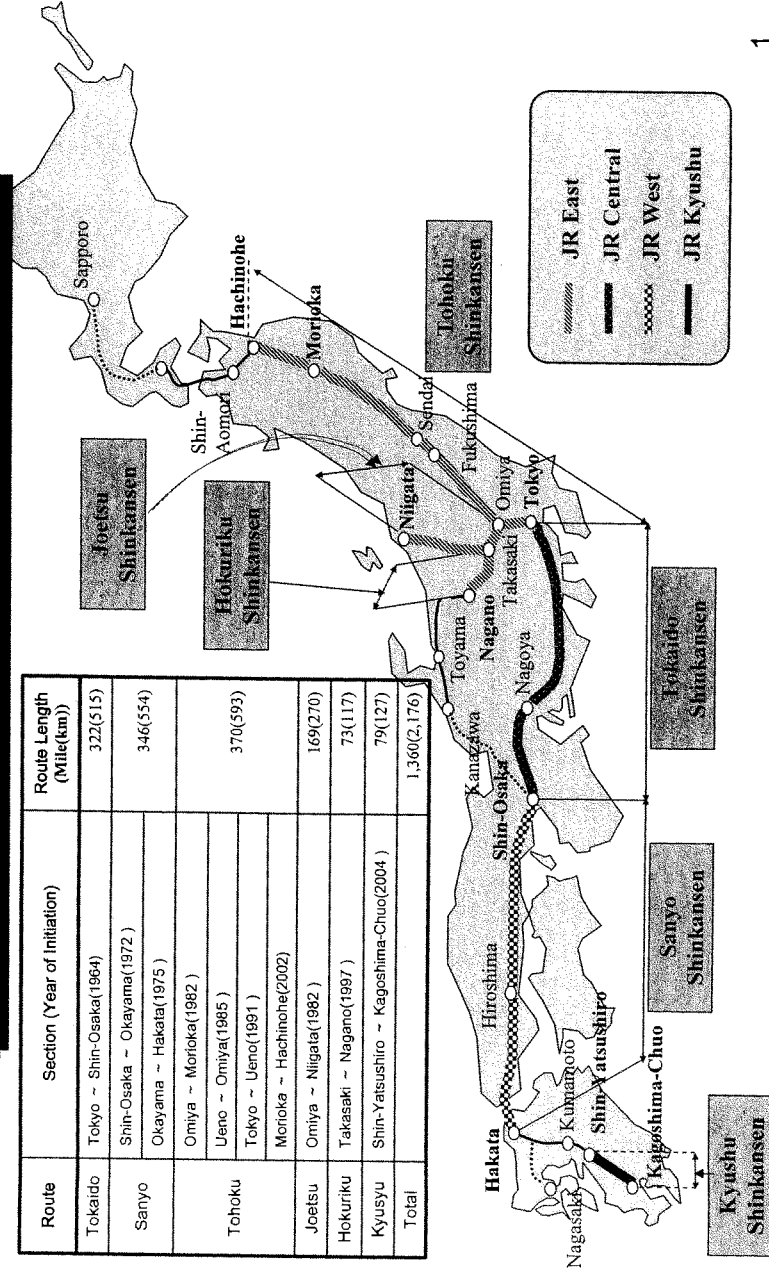 Route Section (Year of Initiation) Route Length
(Mile(km))
Tokaido Tokyo ~ Shin-Osaka(1964) 322(515)
Sanyo Shin-Osaka ~ Okayama(1972 ) 346(554)
Okayama ~ Hakata(1975 )
Tohoku Omiya ~ Morioka(1982 ) 370(593)
Ueno ~ Omiya(1985 )
Tokyo ~ Ueno(1991 )
Morioka ~ Hachinohe(2002)
Joetsu Omiya ~ Niigata(1982 ) 169(270)
Hokuriku Takasaki ~ Nagano(1997 ) 73(117)
Kyusyu Shin-Yatsushiro ~ Kagoshima-Chuo(2004 ) 79(127)
Total 1,360(2,176)
Joetsu
Shinkansen
Hokuriku
Shinkansen
Sapporo
Shin-
Aomori
Hachinohe
Morioka
Sendai
Fukushima
Niigata
Omiya
Tokyo
Takasaki
Nagano
Toyama
Kanazawa
Nagoya
Shin-Osaka
Hiroshima
Hakata
Kumamoto
Shin-Yatsushiro
Kagoshima-Chuo
Nagasaki
Tohoku
Shinkansen
Tokaido
Shinkansen
Sanyo
Shinkansen
Kyushu
Shinkansen
JR East
JR Central
JR West
JR Kyushu
1